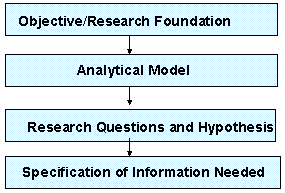 Objective/Research Foundation
Analytical Model
Research Questions and Hypothesis
Specification of Information Needed